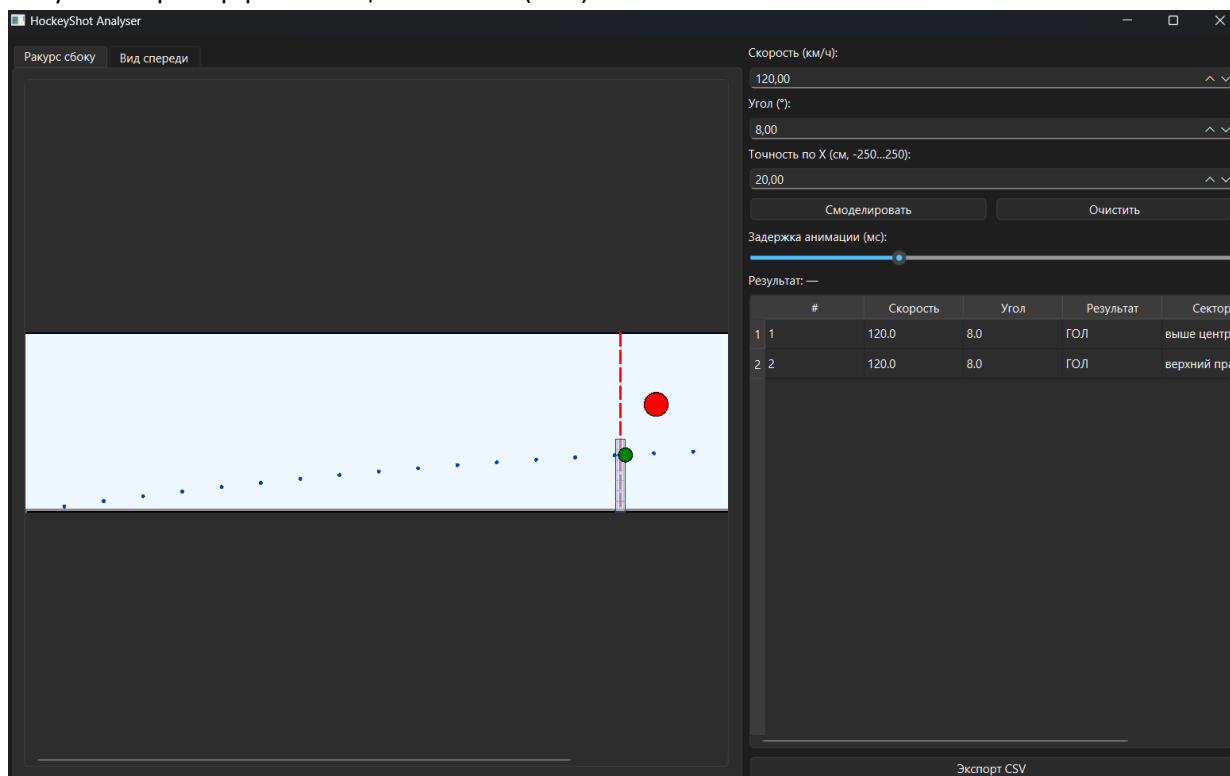 HockeyShot Analyser
Ракурс сбоку
Вид спереди
Скорость (км/ч):
120,00
Угол (°):
8,00
Точность по X (см, -250...250):
20,00
Смоделировать
Очистить
Задержка анимации (мс):
Результат: —
# Скорость Угол Результат Сектор
1 1 120.0 8.0 ГОЛ выше центр
2 2 120.0 8.0 ГОЛ верхний пра
Экспорт CSV